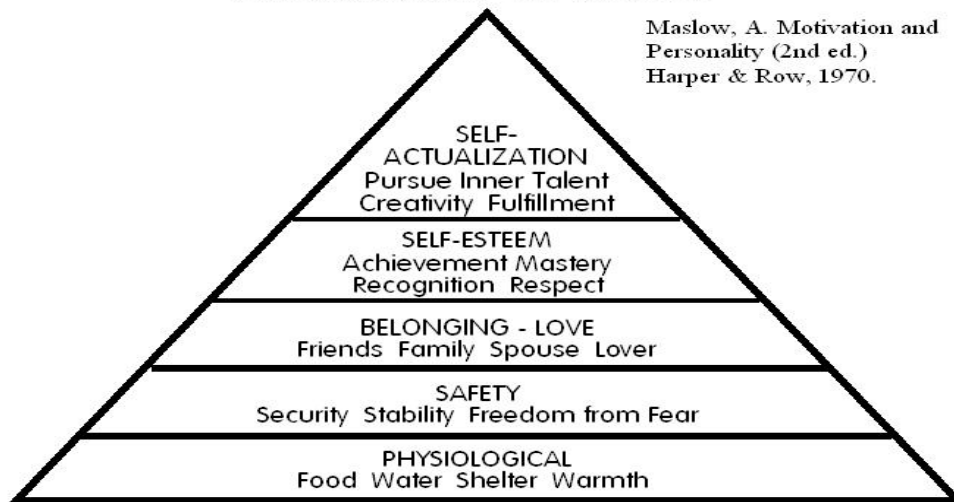 Maslow, A. Motivation and
Personality (2nd ed.)
Harper & Row, 1970.
SELF-
ACTUALIZATION
Pursue Inner Talent
Creativity Fulfillment
SELF-ESTEEM
Achievement Mastery
Recognition Respect
BELONGING - LOVE
Friends Family Spouse Lover
SAFETY
Security Stability Freedom from Fear
PHYSIOLOGICAL
Food Water Shelter Warmth